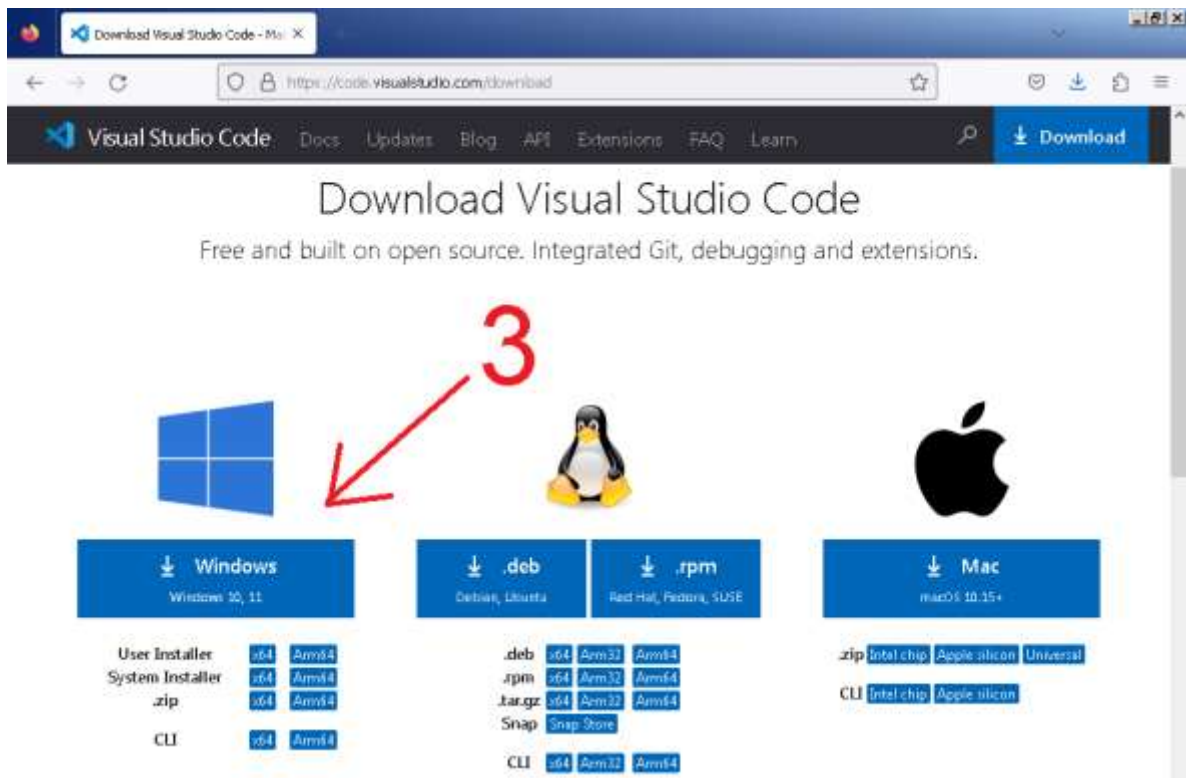 Download Visual Studio Code - Ma
https://code.visualstudio.com/download
Visual Studio Code Docs Updates Blog API Extensions FAQ Learn Download
Download Visual Studio Code
Free and built on open source. Integrated Git, debugging and extensions.
3
Windows
Windows 10, 11
.deb
Debian, Ubuntu
.rpm
Red Hat, Fedora, SUSE
Mac
macOS 10.15+
User Installer x64 Arm64
System Installer x64 Arm64
.zip x64 Arm64
CLI x64 Arm64
.deb x64 Arm32 Arm64
.rpm x64 Arm32 Arm64
.tar.gz x64 Arm32 Arm64
Snap Snap Store
CLI x64 Arm32 Arm64
.zip Intel chip Apple silicon Universal
CLI Intel chip Apple silicon